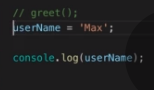 // greet();
userName = 'Max';
console.log(userName);